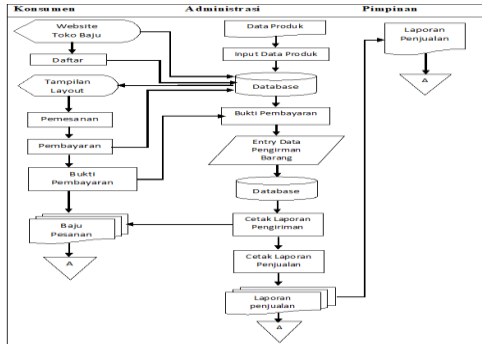 Konsumen
Administrasi
Pimpinan
Website
Toko Baju
Daftar
Tampilan
Layout
Pemesanan
Pembayaran
Bukti
Pembayaran
Baju
Pesanan
A
Data Produk
Input Data Produk
Database
Bukti Pembayaran
Entry Data
Pengirman
Barang
Database
Cetak Laporan
Pengiriman
Cetak Laporan
Penjualan
Laporan
penjualan
A
Laporan
Penjualan
A